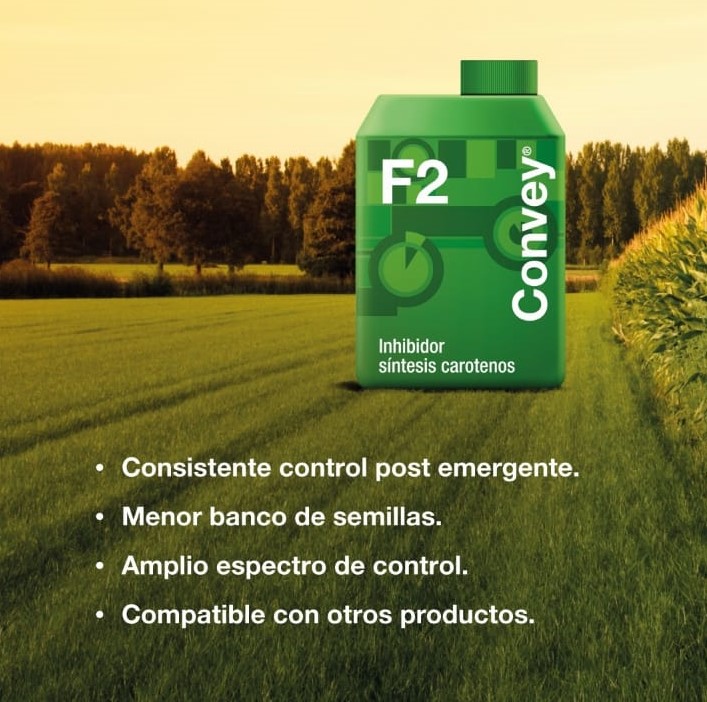 F2
Convey®
Inhibidor
síntesis carotenos
• Consistente control post emergente.
• Menor banco de semillas.
• Amplio espectro de control.
• Compatible con otros productos.